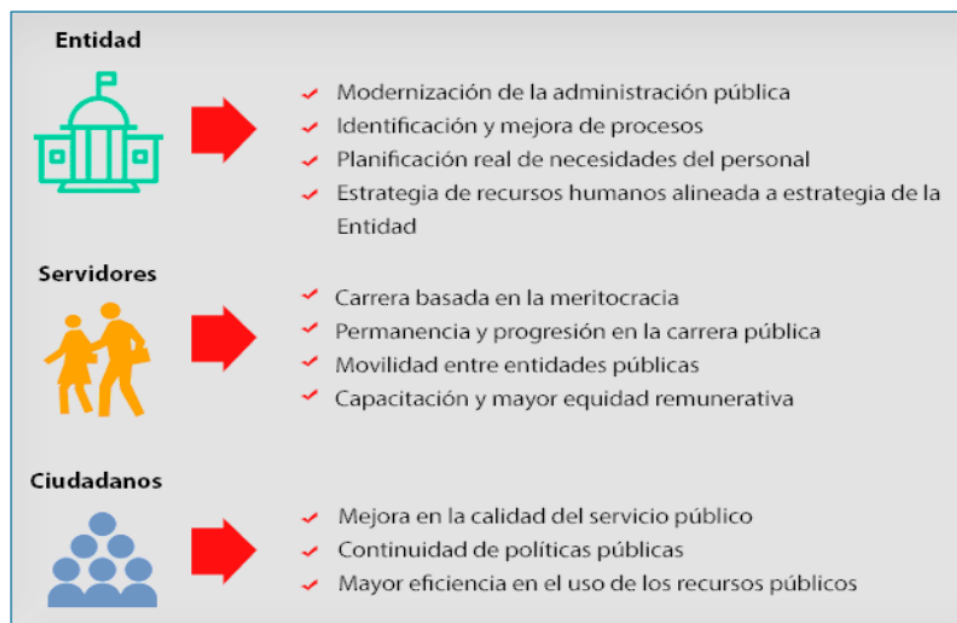 Entidad
Modernización de la administración pública
Identificación y mejora de procesos
Planificación real de necesidades del personal
Estrategia de recursos humanos alineada a estrategia de la
Entidad
Servidores
Carrera basada en la meritocracia
Permanencia y progresión en la carrera pública
Movilidad entre entidades públicas
Capacitación y mayor equidad remunerativa
Ciudadanos
Mejora en la calidad del servicio público
Continuidad de políticas públicas
Mayor eficiencia en el uso de los recursos públicos